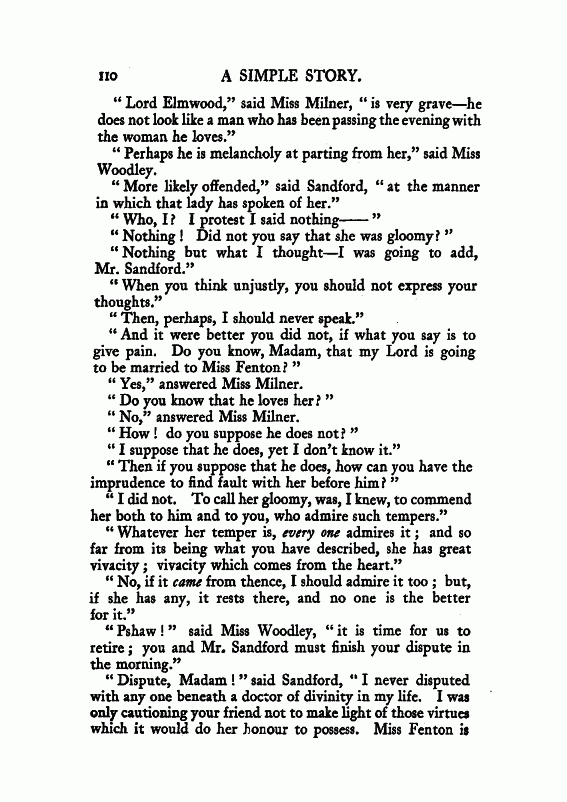 110 A SIMPLE STORY.
“ Lord Elmwood,” said Miss Milner, “ is very grave—he
does not look like a man who has been passing the evening with
the woman he loves.”
“ Perhaps he is melancholy at parting from her,” said Miss
Woodley.
“ More likely offended,” said Sandford, “ at the manner
in which that lady has spoken of her.”
“ Who, I? I protest I said nothing—— ”
“ Nothing ! Did not you say that she was gloomy? ”
“ Nothing but what I thought—I was going to add,
Mr. Sandford.”
“ When you think unjustly, you should not express your
thoughts.”
“ Then, perhaps, I should never speak.”
“ And it were better you did not, if what you say is to
give pain. Do you know, Madam, that my Lord is going
to be married to Miss Fenton? ”
“ Yes,” answered Miss Milner.
“ Do you know that he loves her? ”
“ No,” answered Miss Milner.
“ How ! do you suppose he does not? ”
“ I suppose that he does, yet I don’t know it.”
“ Then if you suppose that he does, how can you have the
imprudence to find fault with her before him? ”
“ I did not. To call her gloomy, was, I knew, to commend
her both to him and to you, who admire such tempers.”
“ Whatever her temper is, every one admires it ; and so
far from its being what you have described, she has great
vivacity ; vivacity which comes from the heart.”
“ No, if it came from thence, I should admire it too ; but,
if she has any, it rests there, and no one is the better
for it.”
“ Pshaw ! ” said Miss Woodley, “ it is time for us to
retire ; you and Mr. Sandford must finish your dispute in
the morning.”
“ Dispute, Madam ! ” said Sandford, “ I never disputed
with any one beneath a doctor of divinity in my life. I was
only cautioning your friend not to make light of those virtues
which it would do her honour to possess. Miss Fenton is